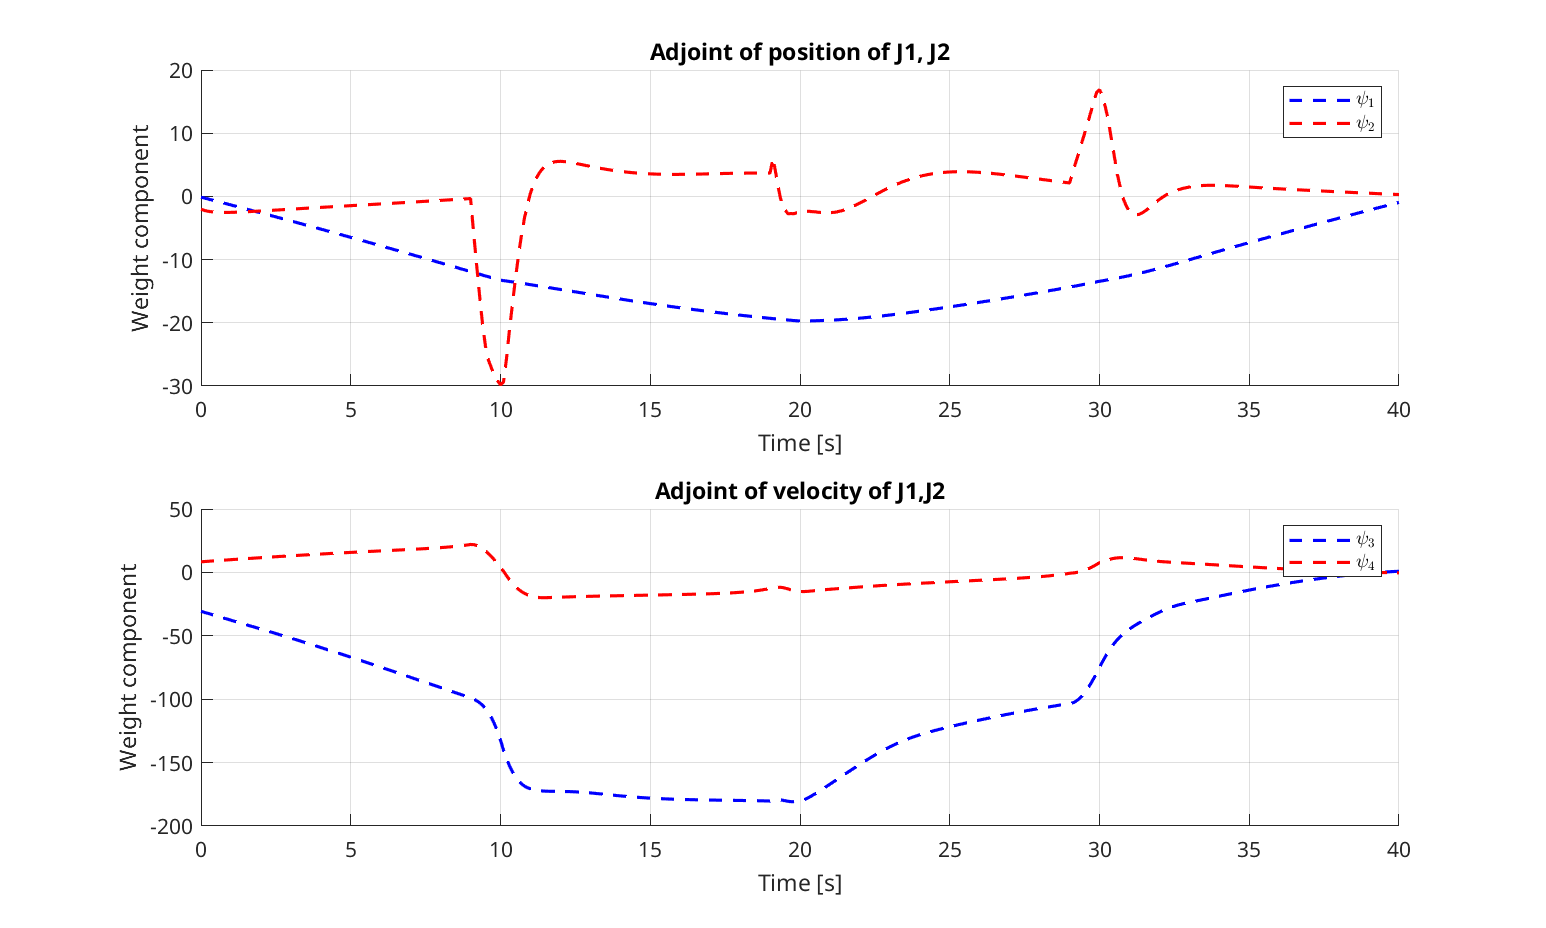 Adjoint of position of J1, J2
20
10
0
-10
-20
-30
Weight component
0 5 10 15 20 25 30 35 40
Time [s]
ψ1
ψ2
Adjoint of velocity of J1,J2
50
0
-50
-100
-150
-200
Weight component
0 5 10 15 20 25 30 35 40
Time [s]
ψ3
ψ4